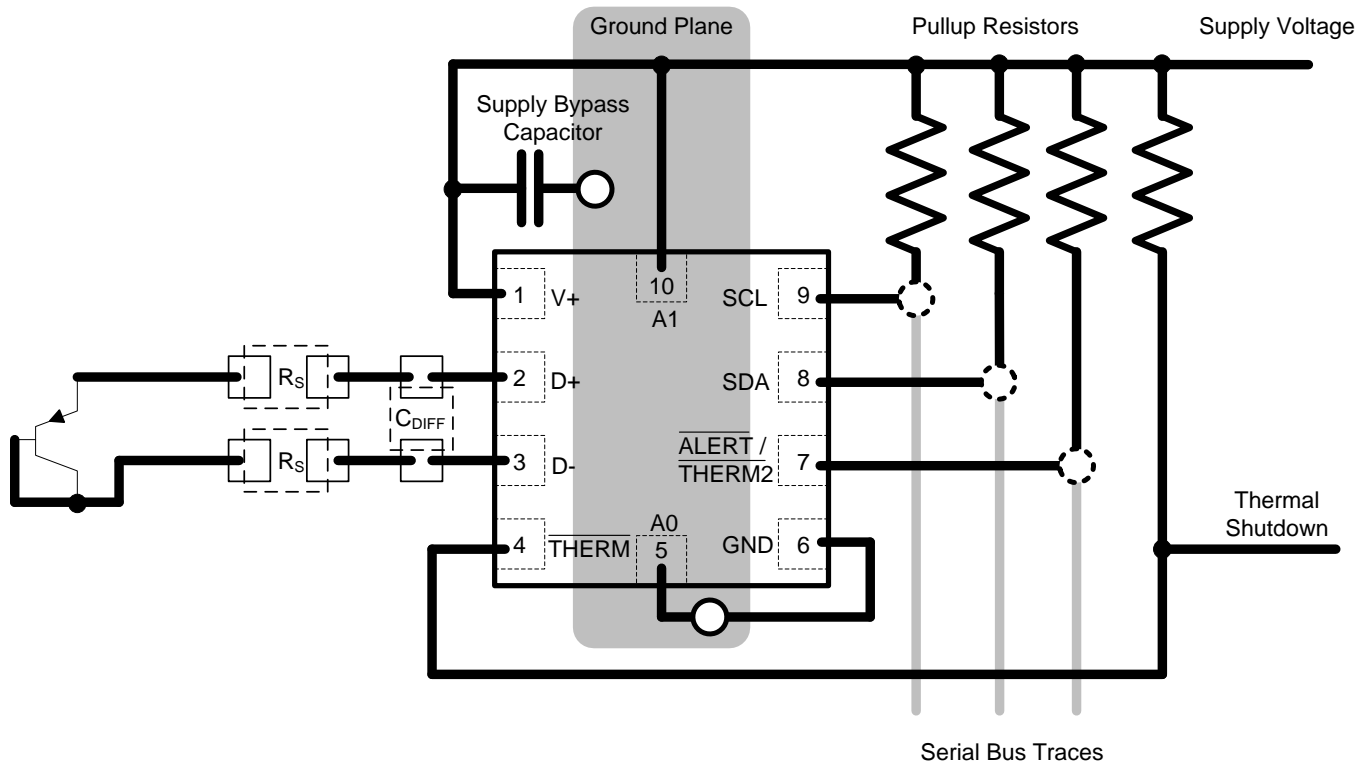 Ground Plane
Pullup Resistors
Supply Voltage
Supply Bypass
Capacitor
1
V+
10
A1
SCL
9
RS
2
D+
SDA
8
CDIFF
RS
3
D-
ALERT /
THERM2
7
4
THERM
A0
5
GND
6
Thermal
Shutdown
Serial Bus Traces